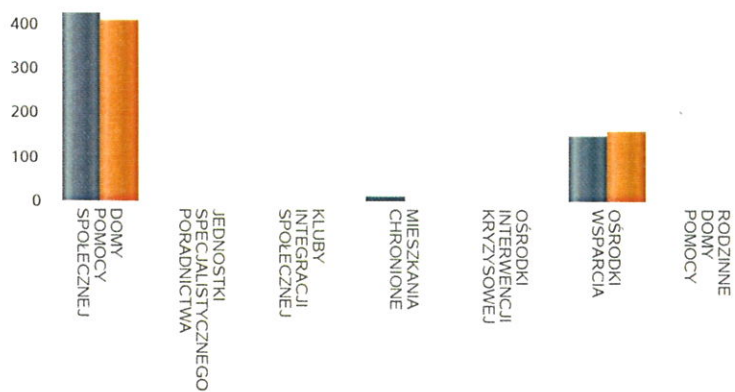 400
300
200
100
0
DOMY
POMOCY
SPOŁECZNEJ
JEDNOSTKI
SPECJALISTYCZNEGO
PORADNICTWA
KLUBY
INTEGRACJI
SPOŁECZNEJ
MIESZKANIA
CHRONIONE
OŚRODKI
INTERWENCJI
KRYZYSOWEJ
OŚRODKI
WSPARCIA
RODZINNE
DOMY
POMOCY